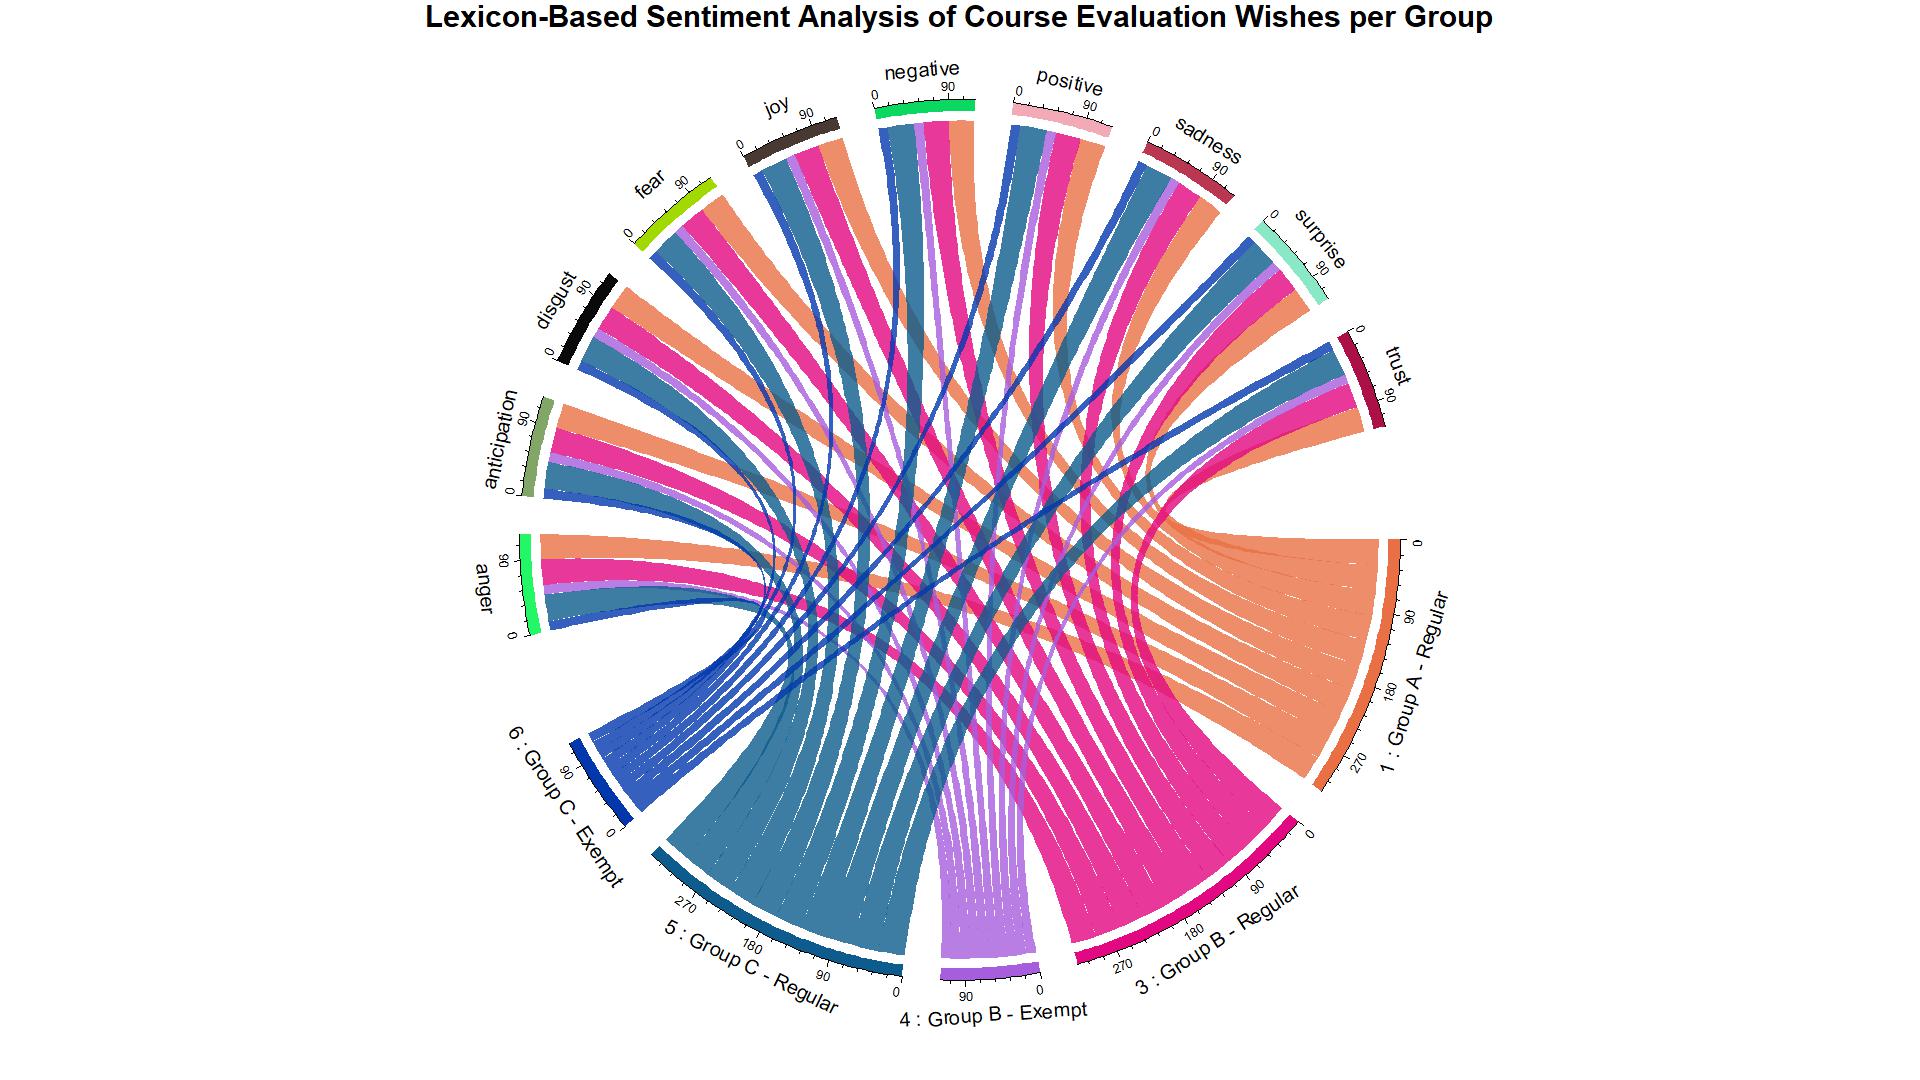 Lexicon-Based Sentiment Analysis of Course Evaluation Wishes per Group
negative
0
90
positive
0
90
joy
0
90
sadness
0
90
fear
0
90
surprise
0
90
disgust
0
90
trust
0
90
anticipation
0
90
anger
0
90
1 : Group A - Regular
0
90
180
270
6 : Group C - Exempt
0
90
5 : Group C - Regular
0
90
180
270
4 : Group B - Exempt
0
90
3 : Group B - Regular
0
90
180
270